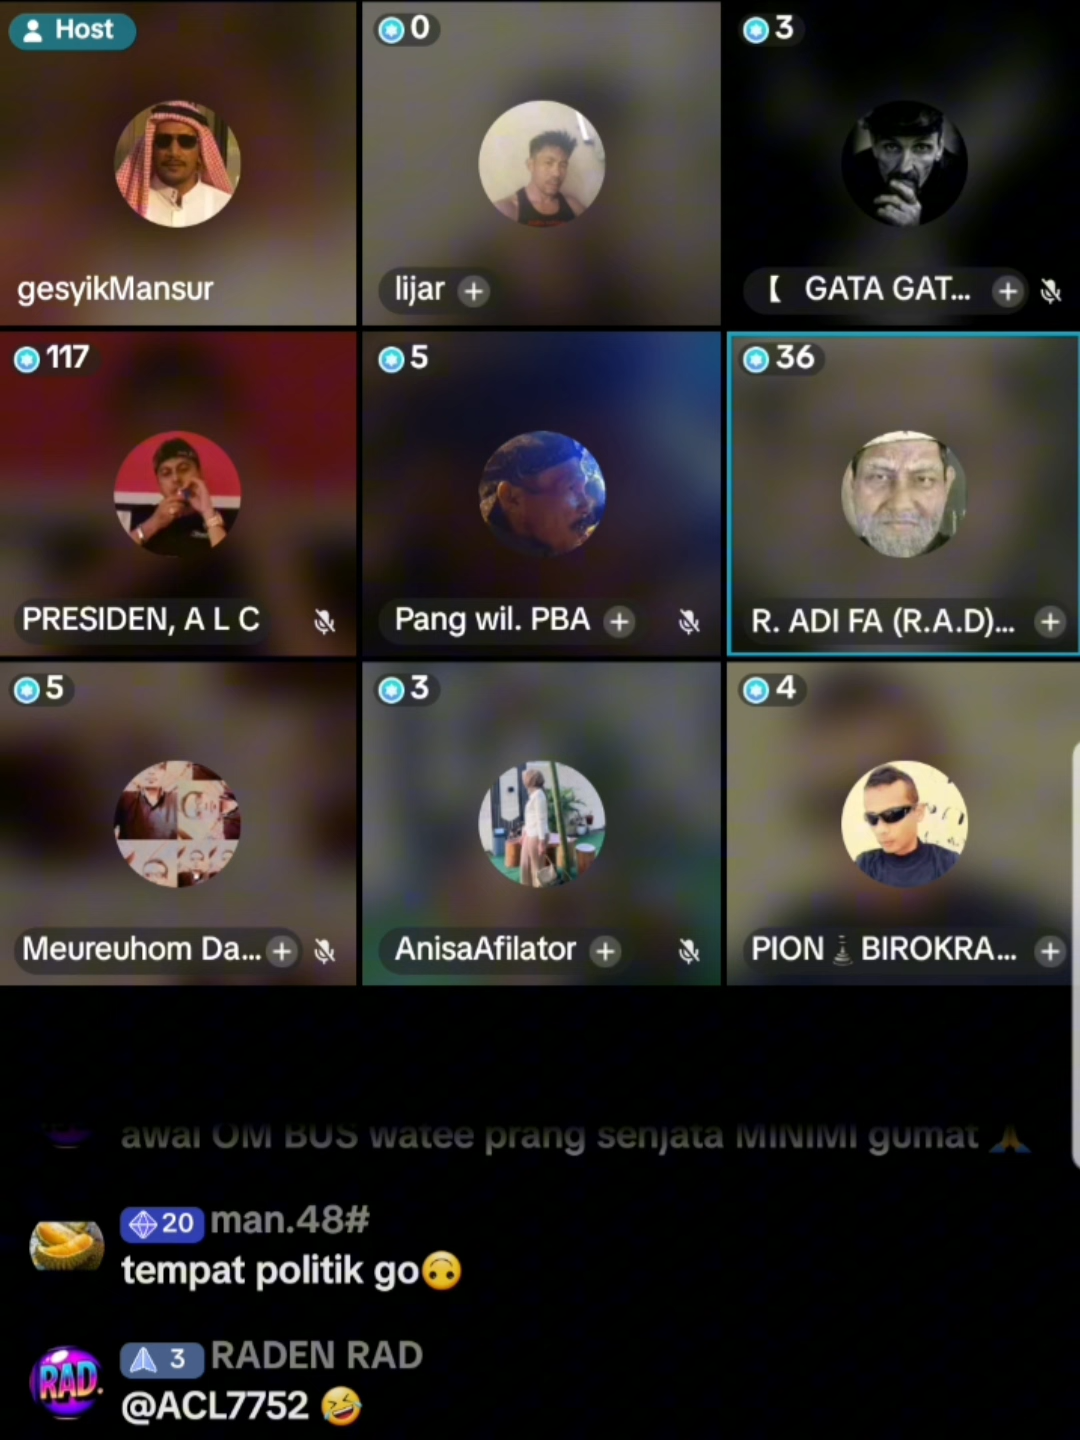 Host
0
3
gesyikMansur
lijar
【 GATA GAT...
117
5
36
PRESIDEN, A L C
Pang wil. PBA
R. ADI FA (R.A.D)...
5
3
4
Meureuhom Da...
AnisaAfilator
PION BIROKRA...
awai OM BUS watee prang senjata MINIMI gumat 🙏
20 man.48#
tempat politik go🙃
3 RADEN RAD
RAD.
@ACL7752 🤣